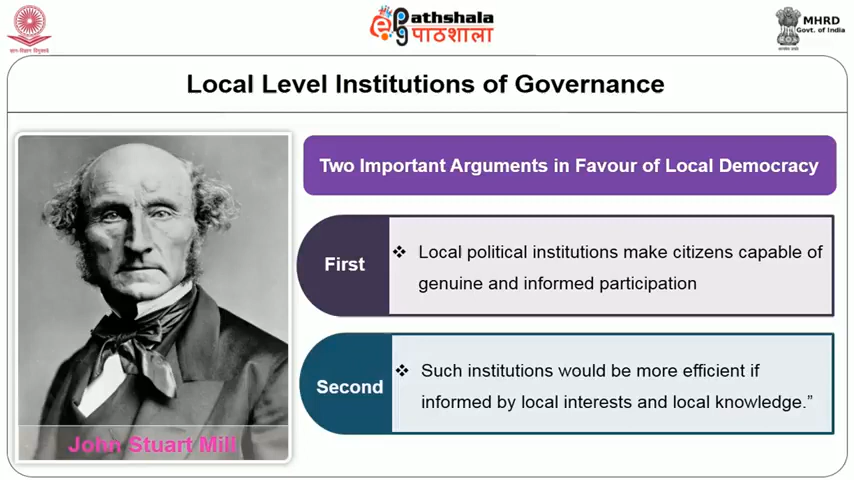 ज्ञान-विज्ञान विमुक्तये
ePathshala
पाठशाला
MHRD
Govt. of India
Local Level Institutions of Governance
Two Important Arguments in Favour of Local Democracy
First
❖ Local political institutions make citizens capable of
genuine and informed participation
Second
❖ Such institutions would be more efficient if
informed by local interests and local knowledge.”
John Stuart Mill